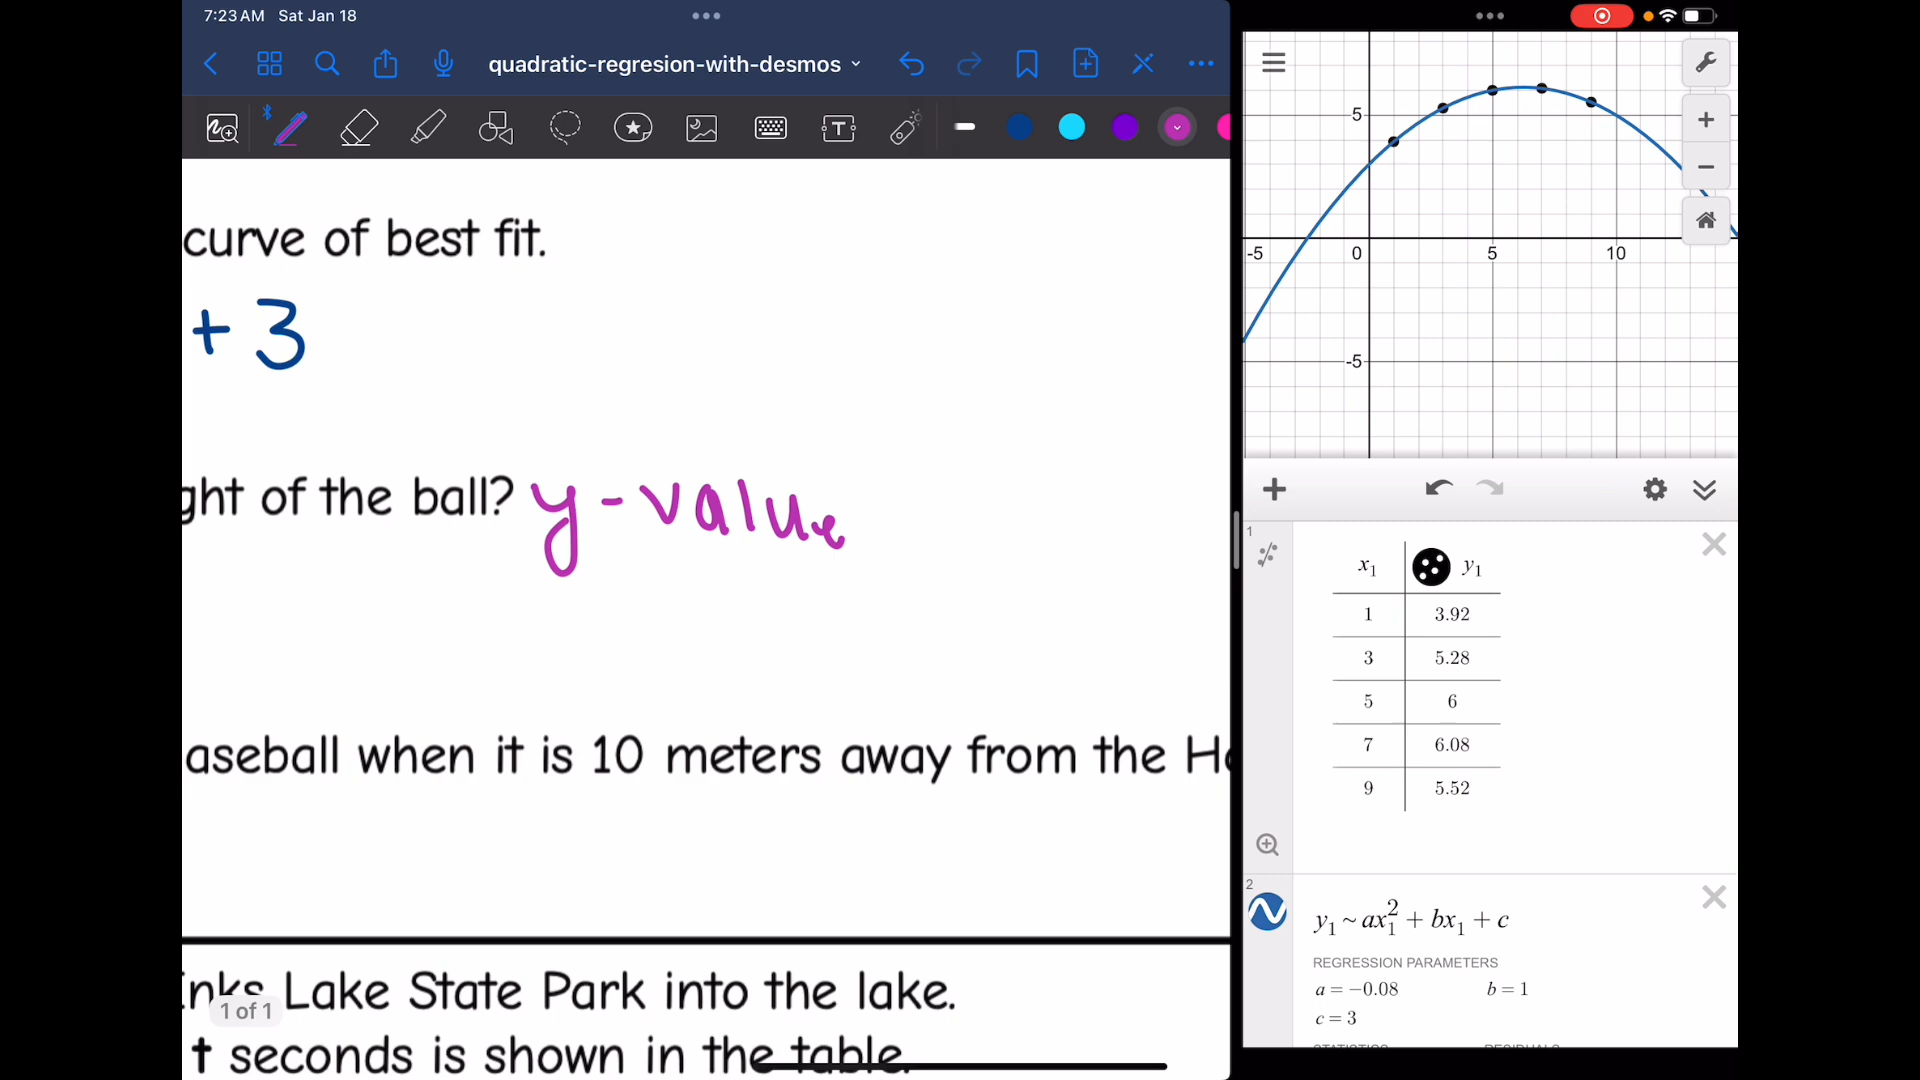 7:23 AM Sat Jan 18
quadratic-regresion-with-desmos
T
curve of best fit.
+ 3
ght of the ball? y-value
aseball when it is 10 meters away from the
Lake State Park into the lake.
1 of 1
t seconds is shown in the table.
5
-5 0 5 10
-5
1
x₁ y₁
1 3.92
3 5.28
5 6
7 6.08
9 5.52
2
y₁ ~ ax₁² + bx₁ + c
REGRESSION PARAMETERS
a = −0.08 b = 1
c = 3